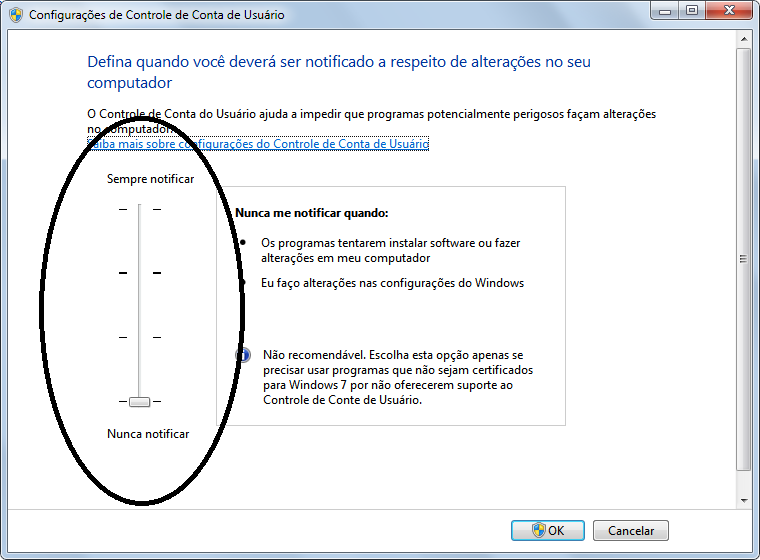 Configurações de Controle de Conta de Usuário
Defina quando você deverá ser notificado a respeito de alterações no seu
computador
O Controle de Conta do Usuário ajuda a impedir que programas potencialmente perigosos façam alterações
no computador.
Saiba mais sobre configurações do Controle de Conta de Usuário
Sempre notificar
Nunca me notificar quando:
Os programas tentarem instalar software ou fazer
alterações em meu computador
Eu faço alterações nas configurações do Windows
Não recomendável. Escolha esta opção apenas se
precisar usar programas que não sejam certificados
para Windows 7 por não oferecerem suporte ao
Controle de Conte de Usuário.
Nunca notificar
OK
Cancelar